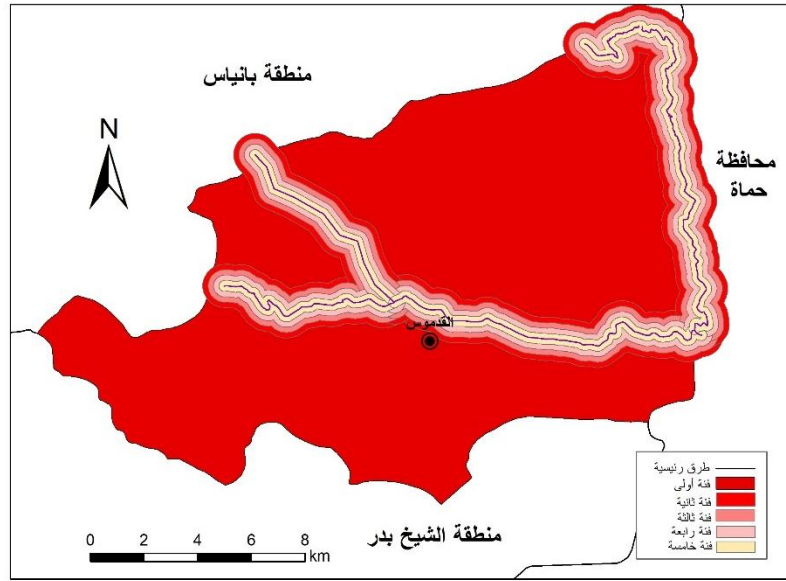 منطقة بانياس
N
محافظة
حماة
القدموس
طرق رئيسية
فئة أولى
فئة ثانية
فئة ثالثة
فئة رابعة
فئة خامسة
منطقة الشيخ بدر
0 2 4 6 8
km